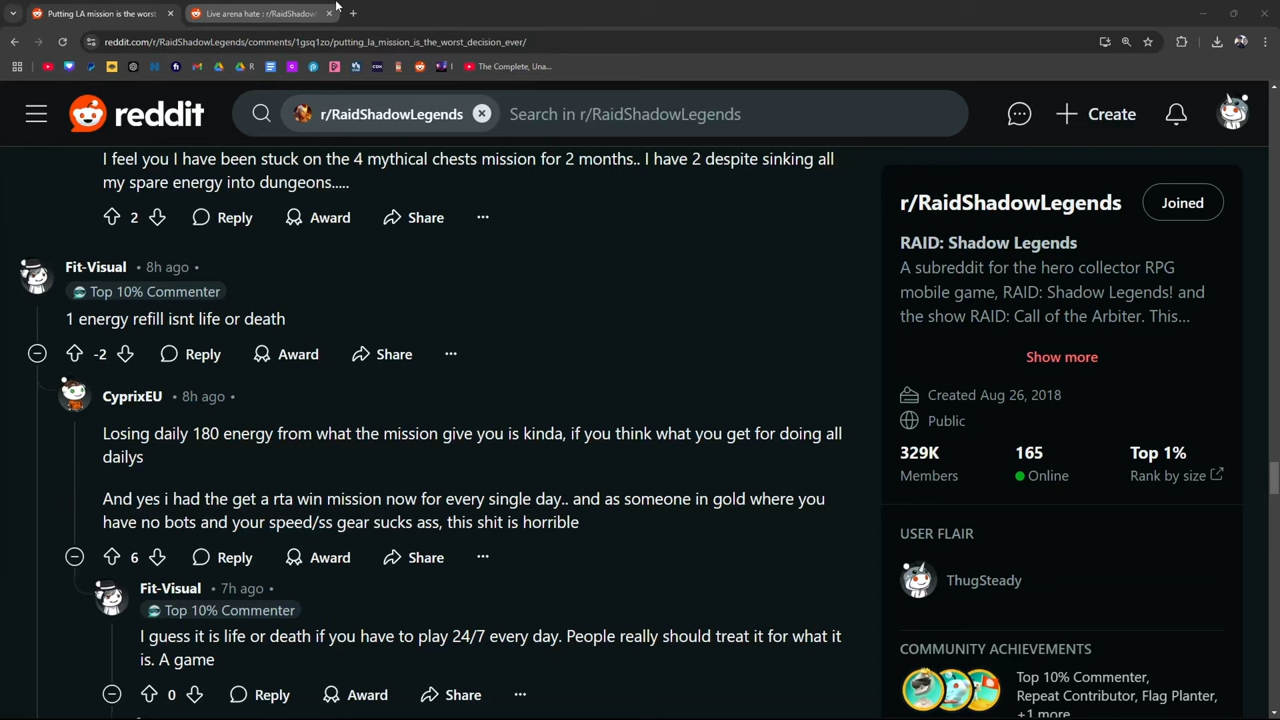 Putting LA mission is the worst
Live arena hate : r/RaidShadow
reddit.com/r/RaidShadowLegends/comments/1gsq1zo/putting_la_mission_is_the_worst_decision_ever/
The Complete, Una...
reddit
r/RaidShadowLegends
Search in r/RaidShadowLegends
Create
I feel you I have been stuck on the 4 mythical chests mission for 2 months.. I have 2 despite sinking all
my spare energy into dungeons.....
2 Reply Award Share
Fit-Visual • 8h ago •
Top 10% Commenter
1 energy refill isnt life or death
-2 Reply Award Share
CyprixEU • 8h ago •
Losing daily 180 energy from what the mission give you is kinda, if you think what you get for doing all
dailys
And yes i had the get a rta win mission now for every single day.. and as someone in gold where you
have no bots and your speed/ss gear sucks ass, this shit is horrible
6 Reply Award Share
Fit-Visual • 7h ago •
Top 10% Commenter
I guess it is life or death if you have to play 24/7 every day. People really should treat it for what it
is. A game
0 Reply Award Share
r/RaidShadowLegends
Joined
RAID: Shadow Legends
A subreddit for the hero collector RPG
mobile game, RAID: Shadow Legends! and
the show RAID: Call of the Arbiter. This...
Show more
Created Aug 26, 2018
Public
329K 165 Top 1%
Members Online Rank by size
USER FLAIR
ThugSteady
COMMUNITY ACHIEVEMENTS
Top 10% Commenter,
Repeat Contributor, Flag Planter,
+1 more